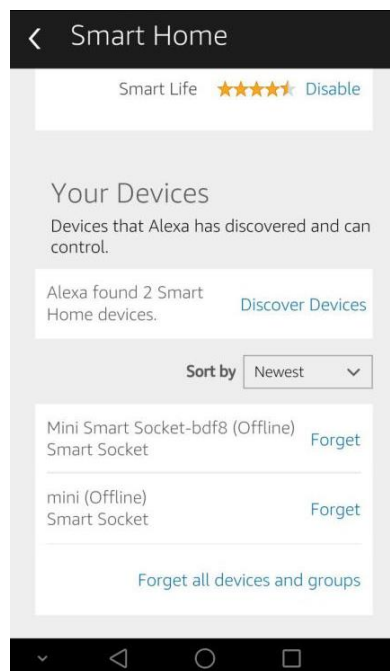 Smart Home
Smart Life Disable
Your Devices
Devices that Alexa has discovered and can
control.
Alexa found 2 Smart
Home devices.
Discover Devices
Sort by Newest
Mini Smart Socket-bdf8 (Offline)
Smart Socket
Forget
mini (Offline)
Smart Socket
Forget
Forget all devices and groups